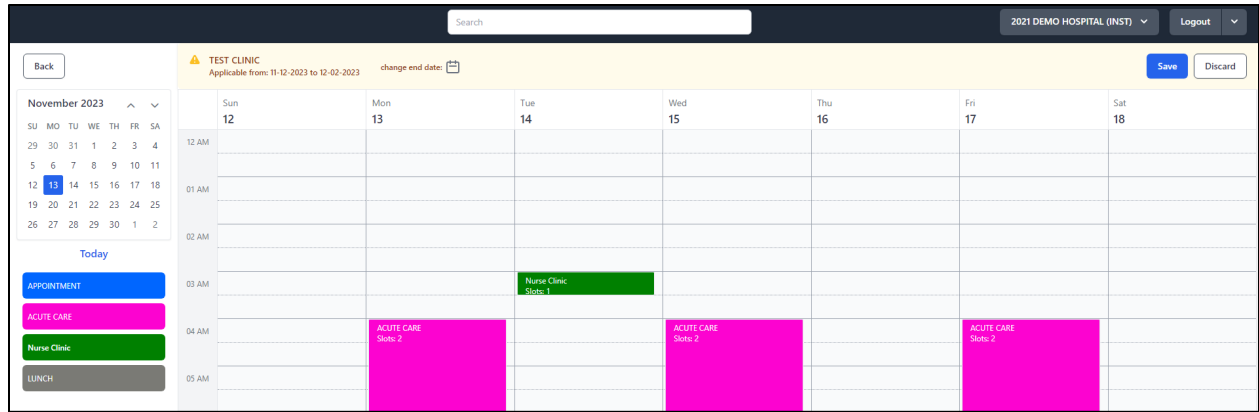 Search
2021 DEMO HOSPITAL (INST)
Logout
Back
TEST CLINIC
Applicable from: 11-12-2023 to 12-02-2023
change end date:
Save
Discard
November 2023
SU MO TU WE TH FR SA
29 30 31 1 2 3 4
5 6 7 8 9 10 11
12 13 14 15 16 17 18
19 20 21 22 23 24 25
26 27 28 29 30 1 2
Today
APPOINTMENT
ACUTE CARE
Nurse Clinic
LUNCH
Sun Mon Tue Wed Thu Fri Sat
12 13 14 15 16 17 18
12 AM
01 AM
02 AM
03 AM
Nurse Clinic
Slots: 1
04 AM
ACUTE CARE
Slots: 2
ACUTE CARE
Slots: 2
ACUTE CARE
Slots: 2
05 AM